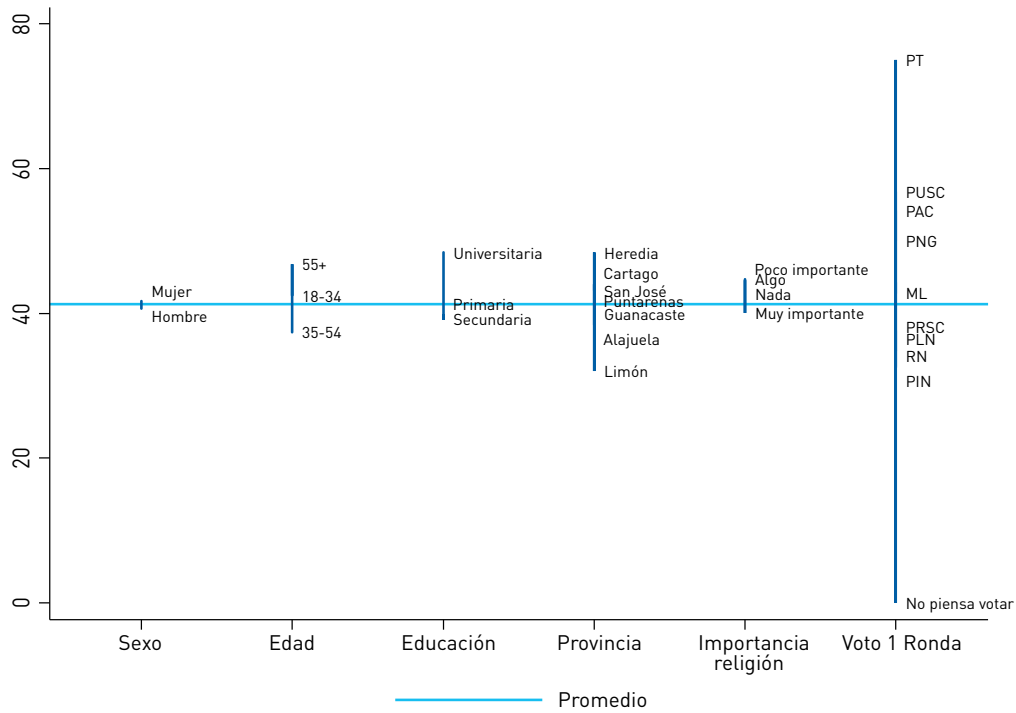 80
60
40
20
0
Mujer
Hombre
55+
18-34
35-54
Universitaria
Primaria
Secundaria
Heredia
Cartago
San José
Puntarenas
Guanacaste
Alajuela
Limón
Poco importante
Algo
Nada
Muy importante
PT
PUSC
PAC
PNG
ML
PRSC
PLN
RN
PIN
No piensa votar
Sexo
Edad
Educación
Provincia
Importancia
religión
Voto 1 Ronda
Promedio